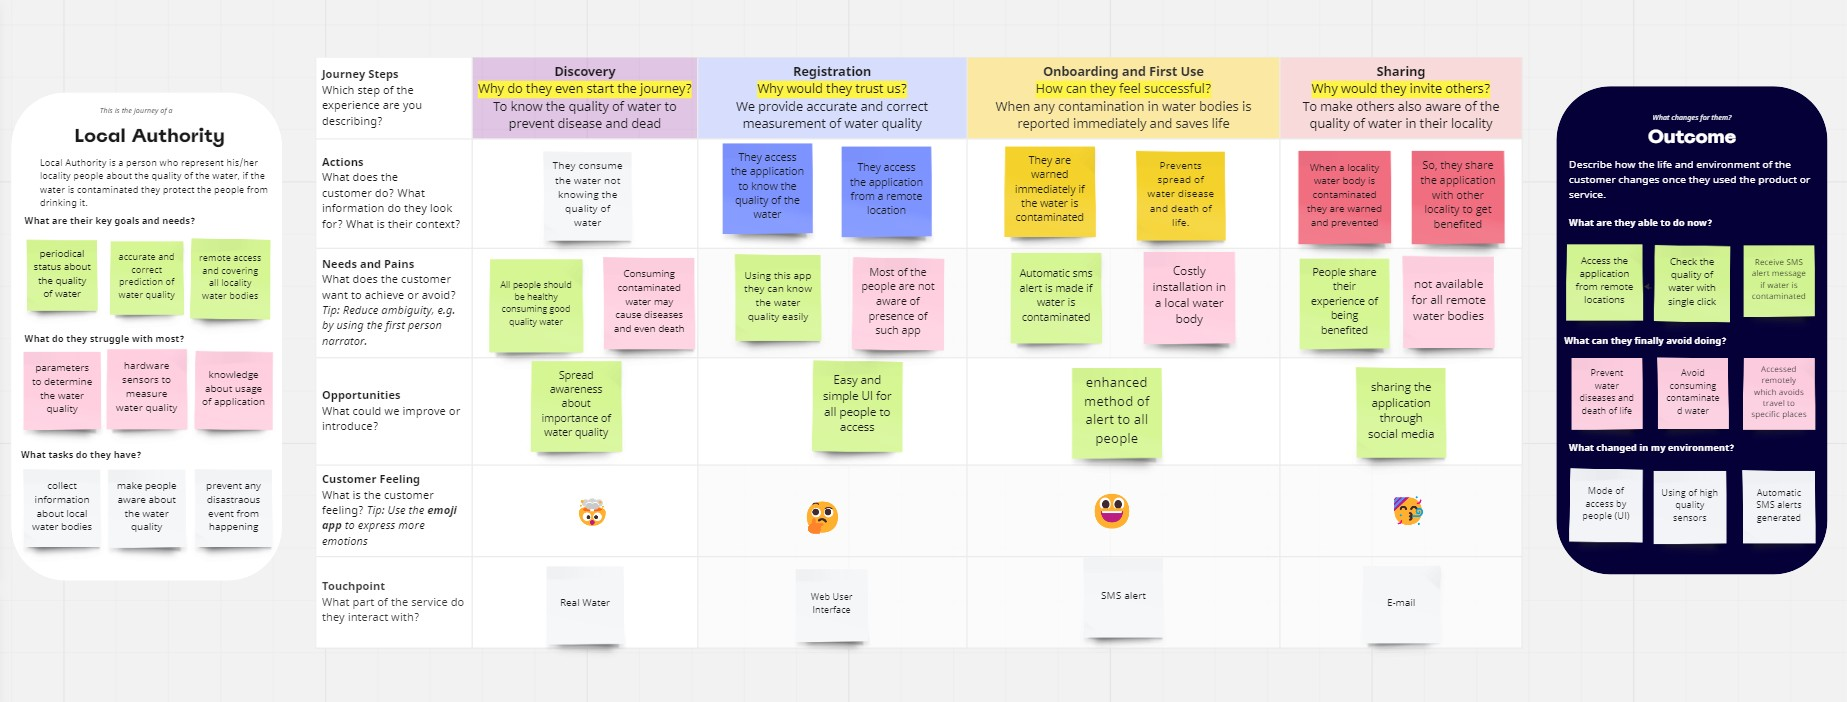 This is the journey of a
Local Authority
Local Authority is a person who represent his/her
locality people about the quality of the water, if the
water is contaminated they protect the people from
drinking it.
What are their key goals and needs?
periodical
status about
the quality
of water
accurate and
correct
prediction of
water quality
remote access
and covering
all locality
water bodies
What do they struggle with most?
parameters
to determine
the water
quality
hardware
sensors to
measure
water quality
knowledge
about usage
of application
What tasks do they have?
collect
information
about local
water bodies
make people
aware about
the water
quality
prevent any
disastraous
event from
happening
Journey Steps
Which step of the
experience are you
describing?
Discovery
Why do they even start the journey?
To know the quality of water to
prevent disease and dead
Registration
Why would they trust us?
We provide accurate and correct
measurement of water quality
Onboarding and First Use
How can they feel successful?
When any contamination in water bodies is
reported immediately and saves life
Sharing
Why would they invite others?
To make others also aware of the
quality of water in their locality
Actions
What does the
customer do? What
information do they look
for? What is their context?
They consume
the water not
knowing the
quality of
water
They access
the application
to know the
quality of the
water
They access
the application
from a remote
location
They are
warned
immediately if
the water is
contaminated
Prevents
spread of
water disease
and death of
life.
When a locality
water body is
contaminated
they are warned
and prevented
So, they share
the application
with other
locality to get
benefited
Needs and Pains
What does the customer
want to achieve or avoid?
Tip: Reduce ambiguity, e.g.
by using the first person
narrator.
All people should
be healthy
consuming good
quality water
Consuming
contaminated
water may
cause diseases
and even death
Using this app
they can know
the water
quality easily
Most of the
people are not
aware of
presence of
such app
Automatic sms
alert is made if
water is
contaminated
Costly
installation in
a local water
body
People share
their
experience of
being
benefited
not available
for all remote
water bodies
Opportunities
What could we improve or
introduce?
Spread
awareness
about
importance of
water quality
Easy and
simple UI for
all people to
access
enhanced
method of
alert to all
people
sharing the
application
through
social media
Customer Feeling
What is the customer
feeling? Tip: Use the emoji
app to express more
emotions
Touchpoint
What part of the service do
they interact with?
Real Water
Web User
Interface
SMS alert
E-mail
What changes for them?
Outcome
Describe how the life and environment of the
customer changes once they used the product or
service.
What are they able to do now?
Access the
application
from remote
locations
Check the
quality of
water with
single click
Receive SMS
alert message
if water is
contaminated
What can they finally avoid doing?
Prevent
water
diseases and
death of life
Avoid
consuming
contaminate
d water
Accessed
remotely
which avoids
travel to
specific places
What changed in my environment?
Mode of
access by
people (UI)
Using of high
quality
sensors
Automatic
SMS alerts
generated